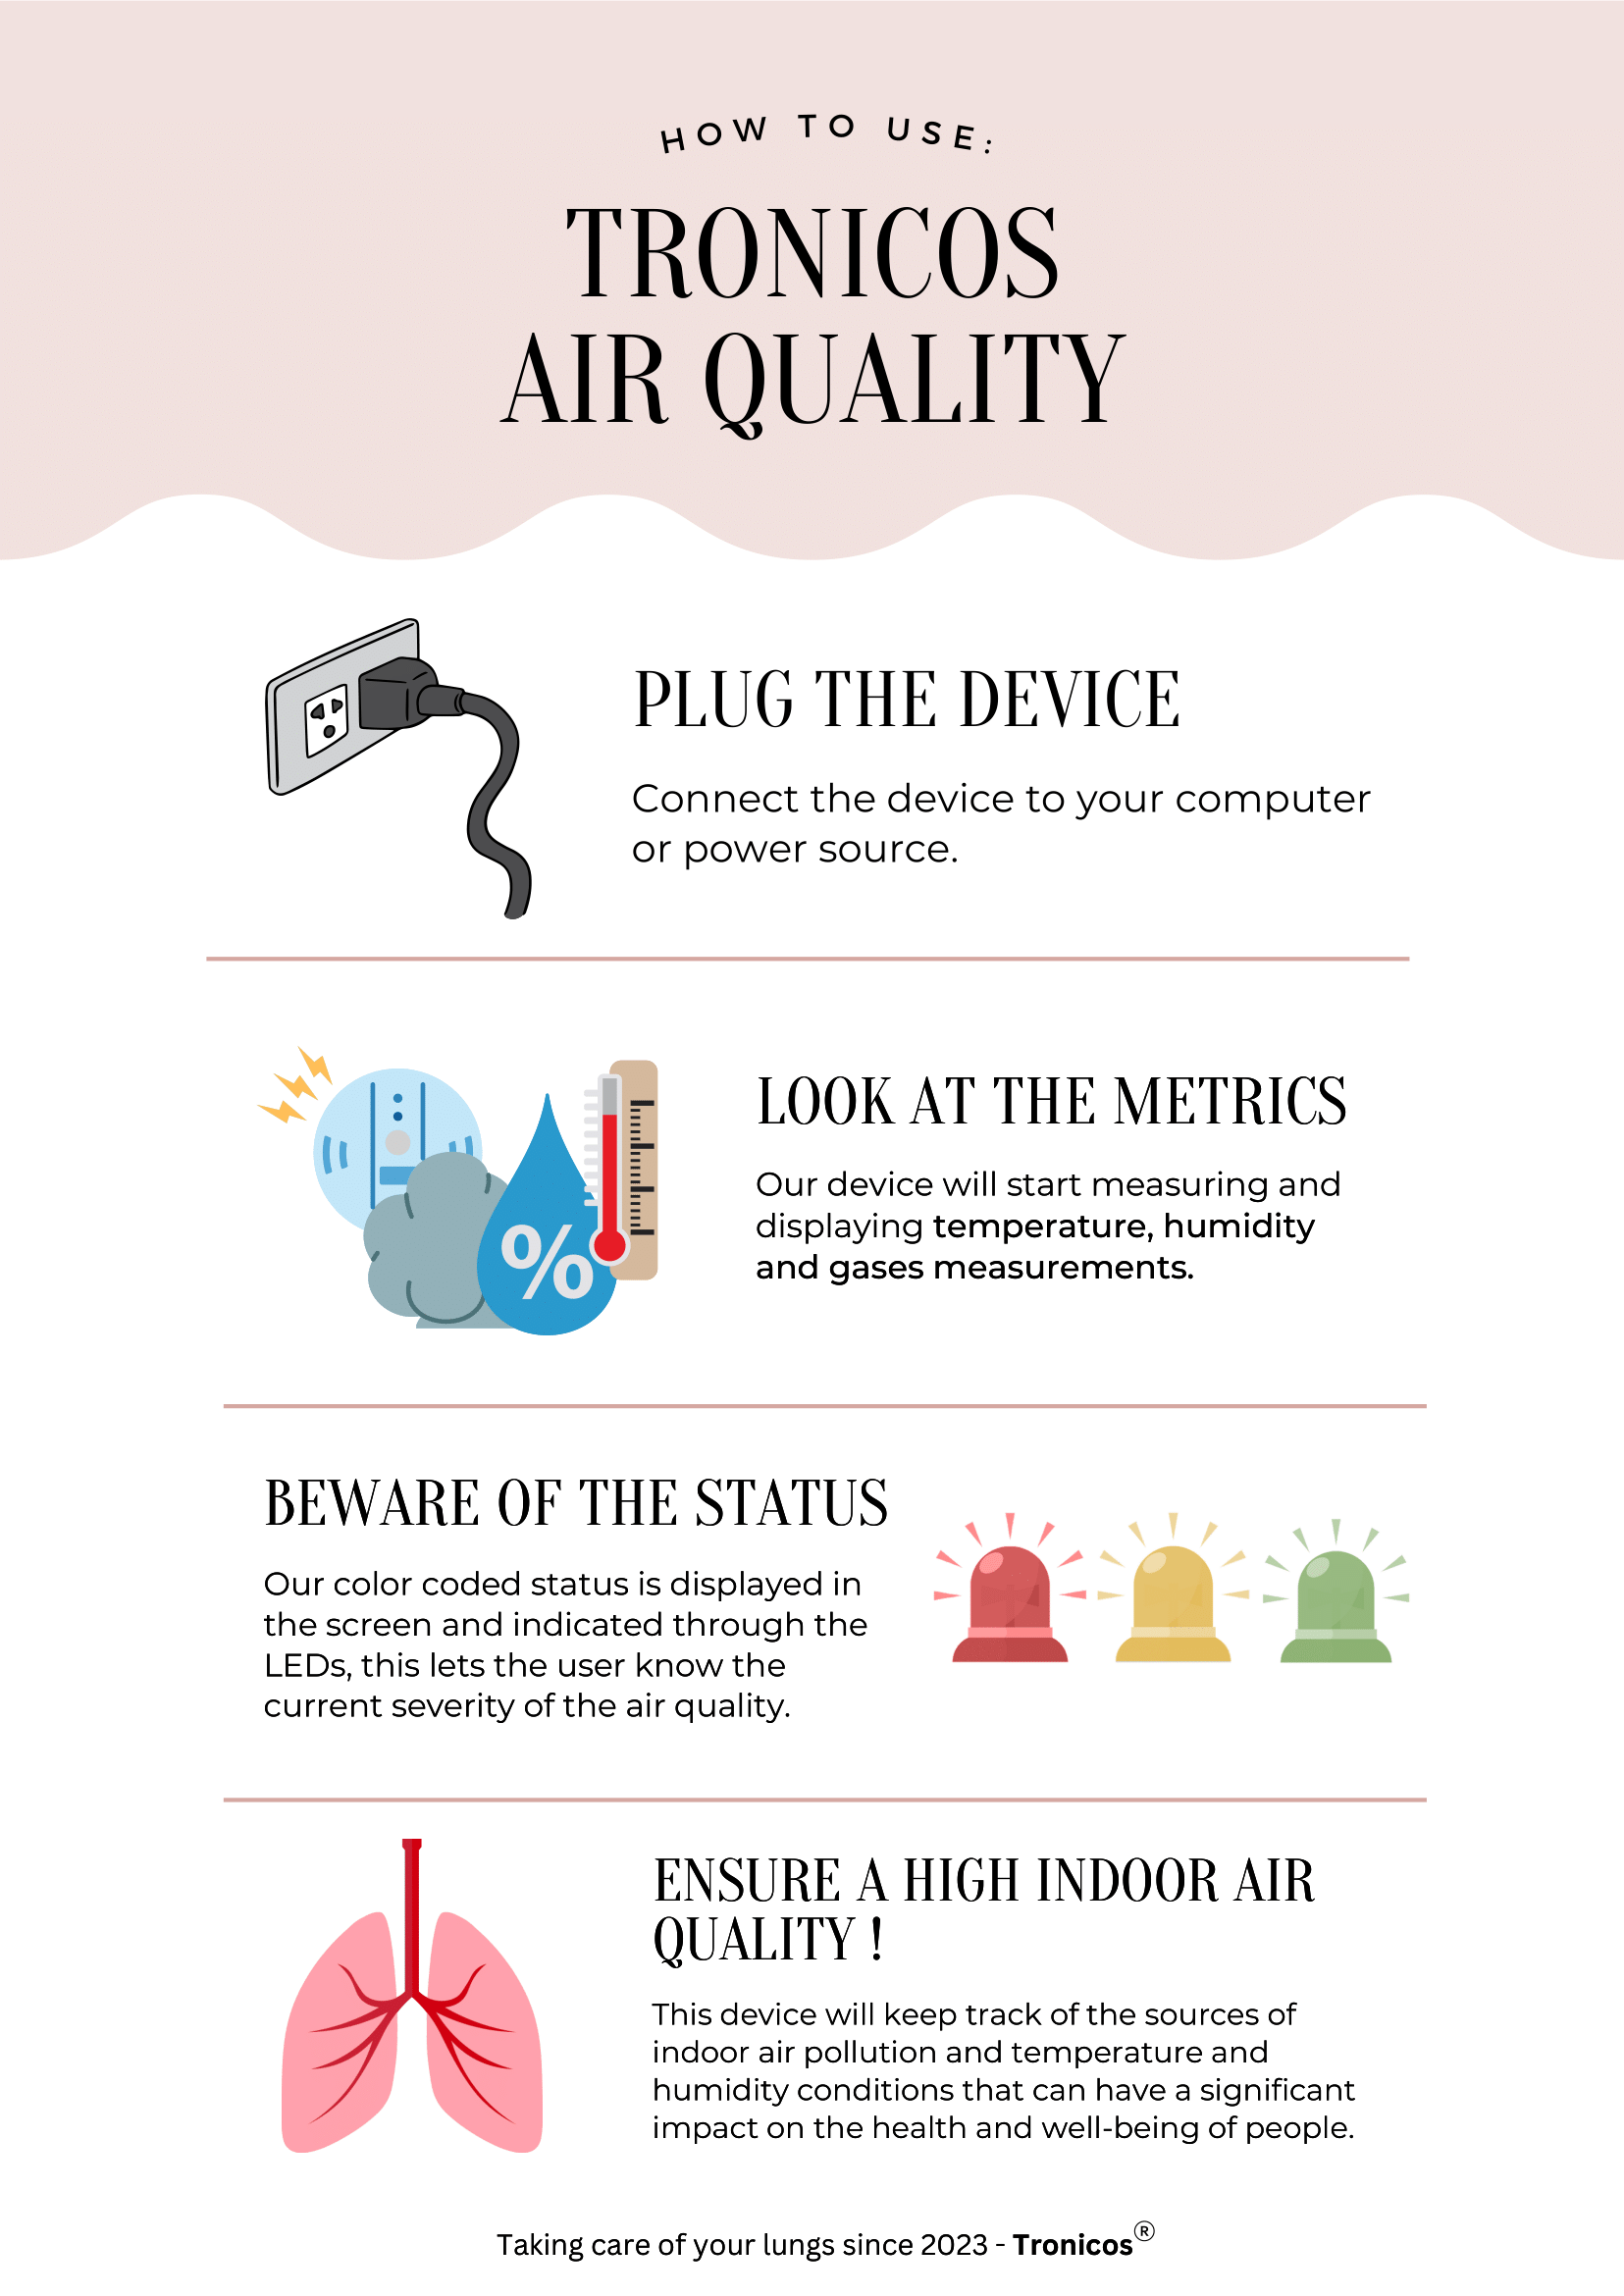 HOW TO USE:
TRONICOS
AIR QUALITY
PLUG THE DEVICE
Connect the device to your computer
or power source.
%
LOOK AT THE METRICS
Our device will start measuring and
displaying temperature, humidity
and gases measurements.
BEWARE OF THE STATUS
Our color coded status is displayed in
the screen and indicated through the
LEDs, this lets the user know the
current severity of the air quality.
ENSURE A HIGH INDOOR AIR
QUALITY !
This device will keep track of the sources of
indoor air pollution and temperature and
humidity conditions that can have a significant
impact on the health and well-being of people.
Taking care of your lungs since 2023 - Tronicos®